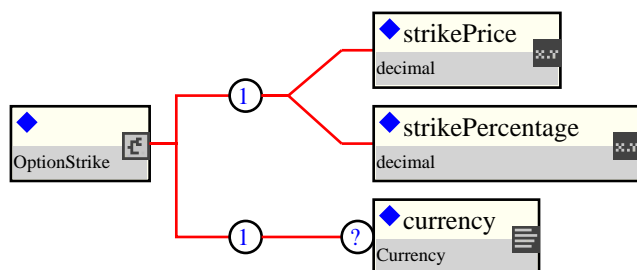 strikePrice
x.Y
decimal
1
strikePercentage
x.Y
decimal
OptionStrike
1
?
currency
Currency